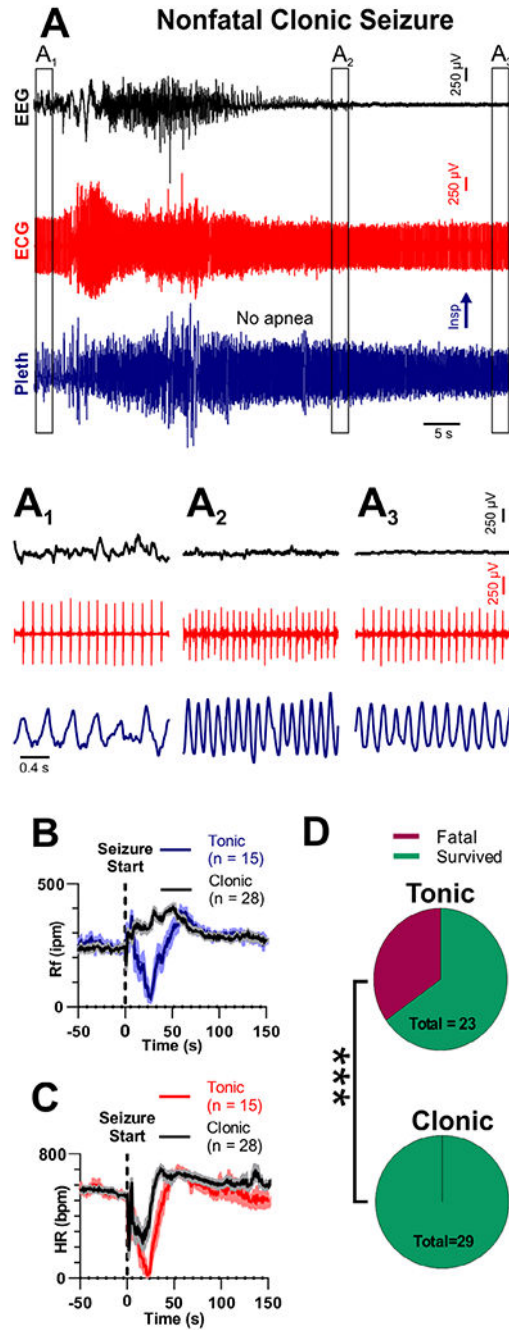 A Nonfatal Clonic Seizure
A1
A2
A3
EEG
250 µV
ECG
250 µV
Pleth
No apnea
Insp
5 s
A1
A2
A3
250 µV
250 µV
0.4 s
B
Seizure
Start
Tonic
(n = 15)
Clonic
(n = 28)
500
0
Rf (ipm)
-50 0 50 100 150
Time (s)
C
Seizure
Start
Tonic
(n = 15)
Clonic
(n = 28)
800
0
HR (bpm)
-50 0 50 100 150
Time (s)
D
Fatal
Survived
Tonic
Total = 23
***
Clonic
Total=29